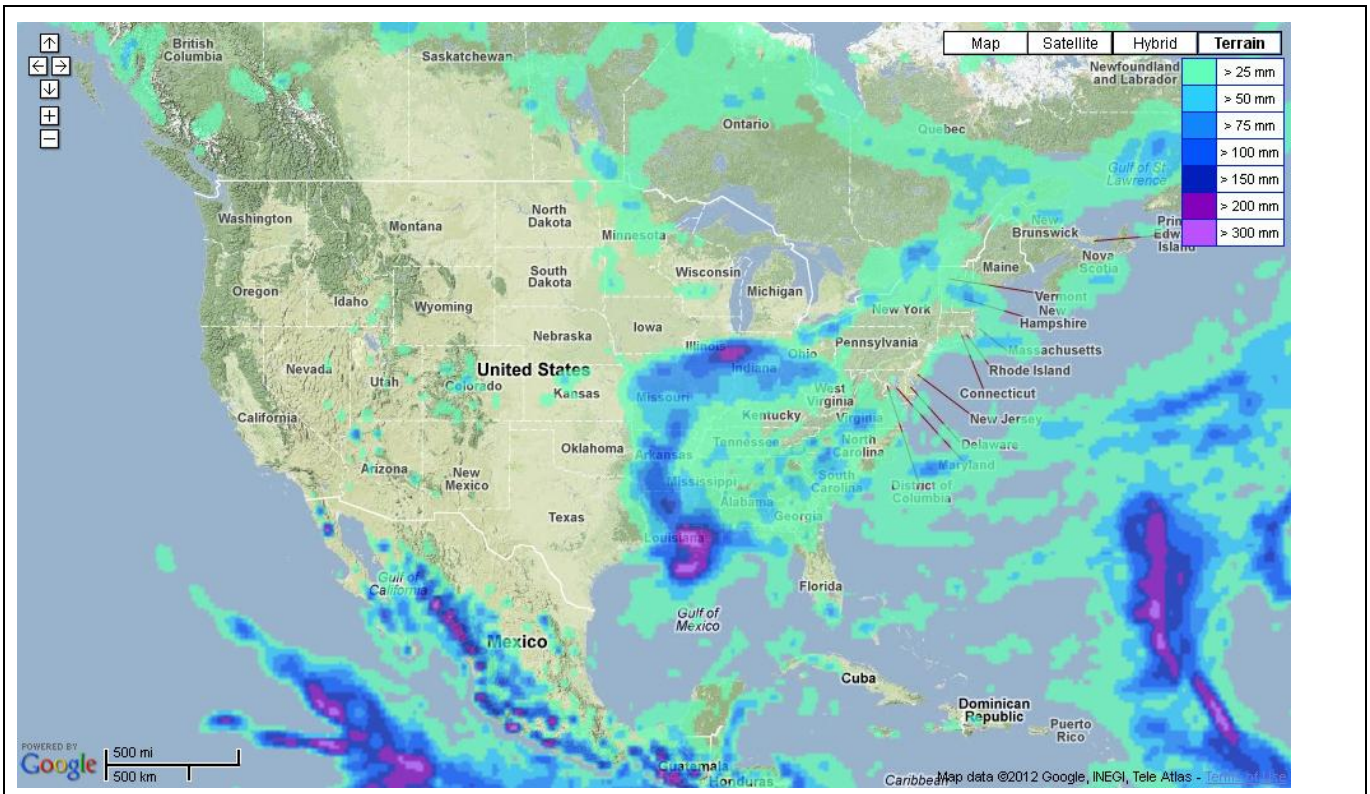 Map Satellite Hybrid Terrain
British
Columbia
Saskatchewan
Newfoundland
and Labrador
> 25 mm
> 50 mm
> 75 mm
> 100 mm
> 150 mm
> 200 mm
> 300 mm
Ontario
Quebec
Gulf of St
Lawrence
Washington
Montana
North
Dakota
Minnesota
New
Brunswick
Prin
Edw
Island
Nova
Scotia
Maine
Oregon
Idaho
Wyoming
South
Dakota
Wisconsin
Michigan
Vermont
New
Hampshire
New York
Massachusetts
Rhode Island
Connecticut
New Jersey
Delaware
Maryland
District of
Columbia
Nebraska
Iowa
Illinois
Indiana
Ohio
Pennsylvania
Nevada
Utah
Colorado
United States
Kansas
Missouri
West
Virginia
Kentucky
Virginia
California
Arizona
New
Mexico
Oklahoma
Arkansas
Tennessee
North
Carolina
South
Carolina
Mississippi
Alabama
Georgia
Texas
Louisiana
Florida
Gulf of
California
Gulf of
Mexico
Mexico
Cuba
Dominican
Republic
Puerto
Rico
Guatemala
Honduras
Caribbean
POWERED BY
Google
500 mi
500 km
Map data ©2012 Google, INEGI, Tele Atlas - Terms of Use